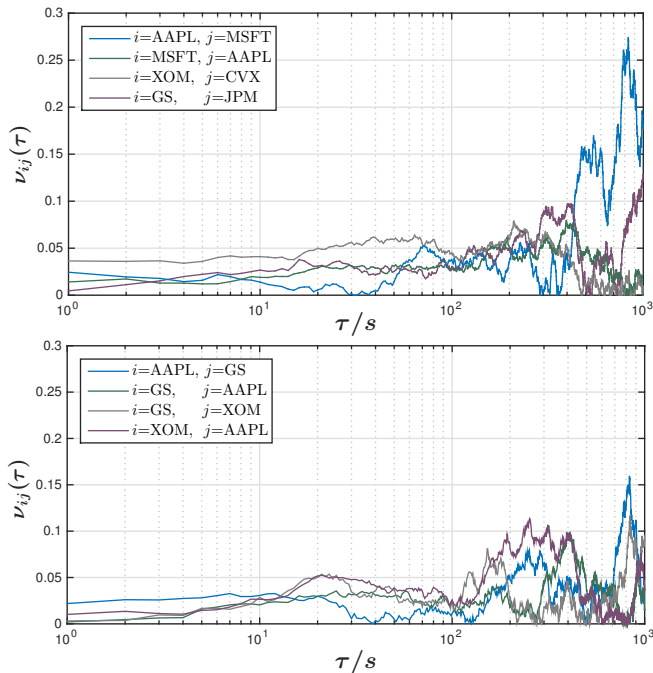 0.3
0.25
0.2
0.15
0.1
0.05
0
ν_ij(τ)
i=AAPL, j=MSFT
i=MSFT, j=AAPL
i=XOM, j=CVX
i=GS, j=JPM
10^0 10^1 10^2 10^3
τ/s
0.3
0.25
0.2
0.15
0.1
0.05
0
ν_ij(τ)
i=AAPL, j=GS
i=GS, j=AAPL
i=GS, j=XOM
i=XOM, j=AAPL
10^0 10^1 10^2 10^3
τ/s